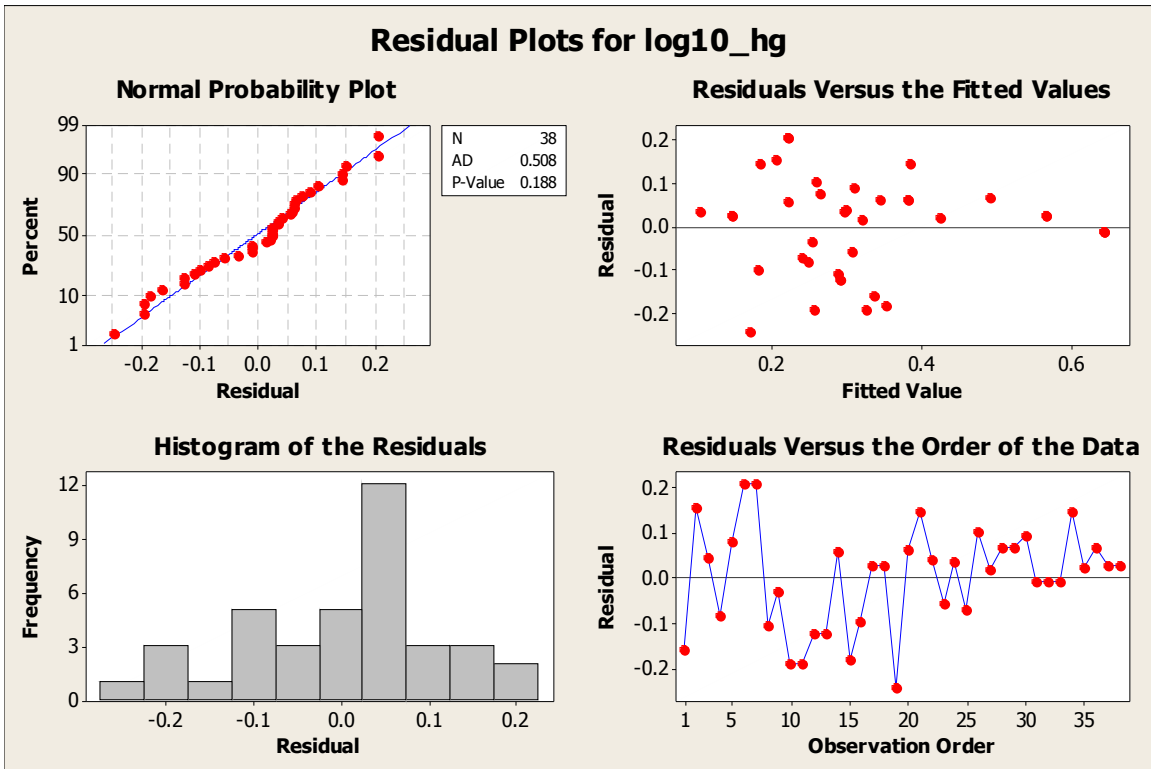 Residual Plots for log10_hg
Normal Probability Plot
99
90
50
10
1
Percent
-0.2 -0.1 0.0 0.1 0.2
Residual
N 38
AD 0.508
P-Value 0.188
Residuals Versus the Fitted Values
0.2
0.1
0.0
-0.1
-0.2
Residual
0.2 0.4 0.6
Fitted Value
Histogram of the Residuals
12
9
6
3
0
Frequency
-0.2 -0.1 0.0 0.1 0.2
Residual
Residuals Versus the Order of the Data
0.2
0.1
0.0
-0.1
-0.2
Residual
1 5 10 15 20 25 30 35
Observation Order